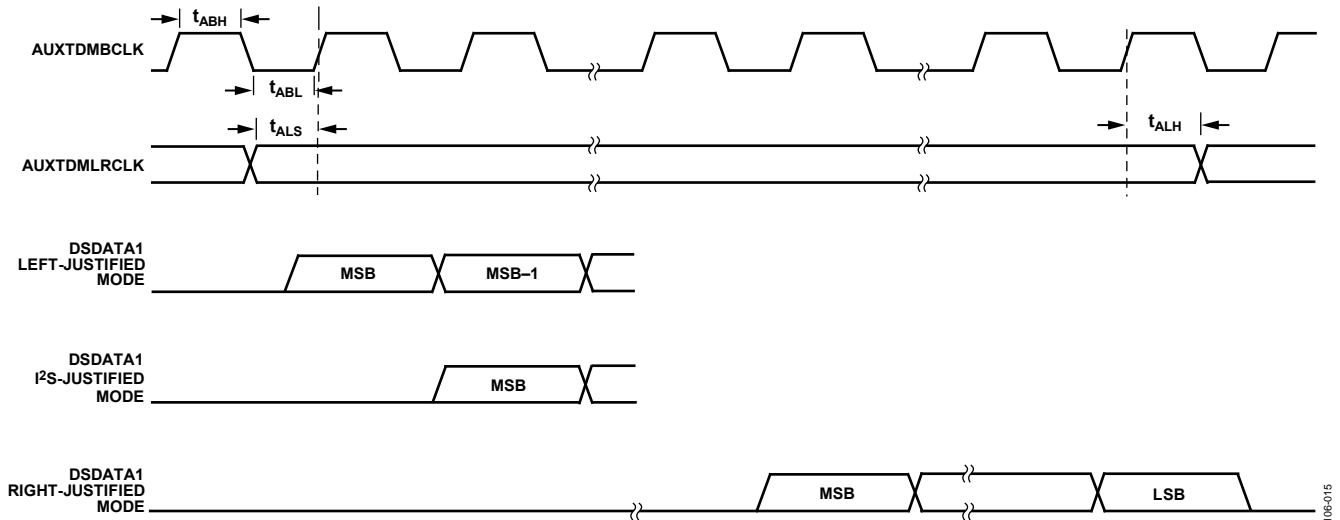 tABH
AUXTDMBCLK
tABL
tALS
tALH
AUXTDMLRCLK
DSDATA1
LEFT-JUSTIFIED
MODE
MSB
MSB–1
DSDATA1
I2S-JUSTIFIED
MODE
MSB
DSDATA1
RIGHT-JUSTIFIED
MODE
MSB
LSB
06-015